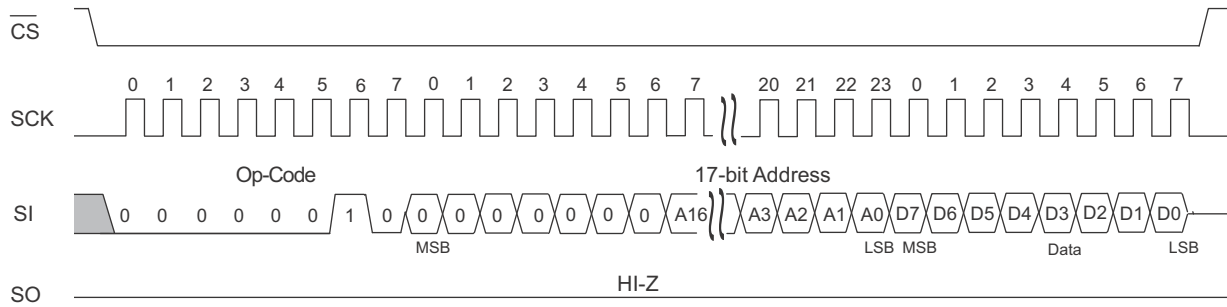 CS
0 1 2 3 4 5 6 7 0 1 2 3 4 5 6 7 20 21 22 23 0 1 2 3 4 5 6 7
SCK
Op-Code 17-bit Address
SI 0 0 0 0 0 0 1 0 0 0 0 0 0 0 0 A16 A3 A2 A1 A0 D7 D6 D5 D4 D3 D2 D1 D0
MSB LSB MSB Data LSB
HI-Z
SO